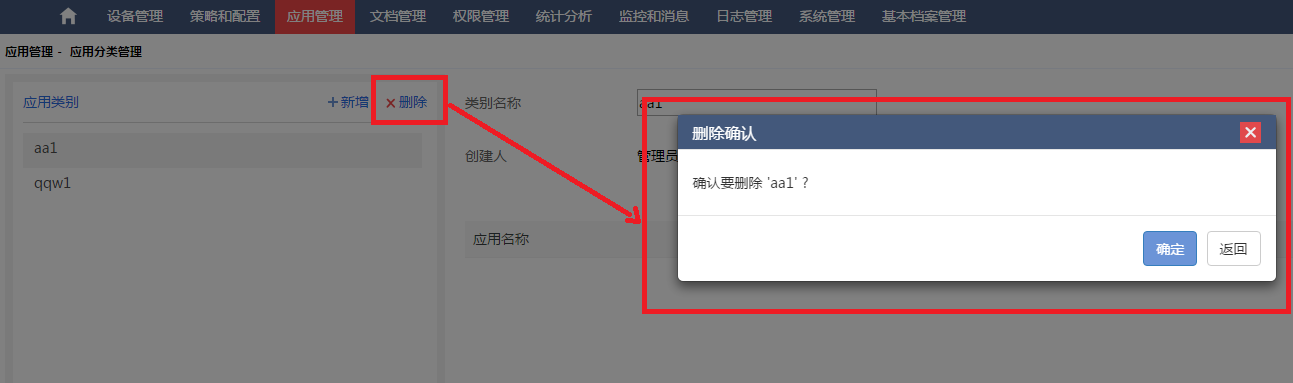 设备管理 策略和配置 应用管理 文档管理 权限管理 统计分析 监控和消息 日志管理 系统管理 基本档案管理
应用管理 - 应用分类管理
应用类别 +新增 ×删除
aa1
qqw1
类别名称 aa1
创建人 管理员
应用名称
删除确认
确认要删除 'aa1' ?
确定 返回